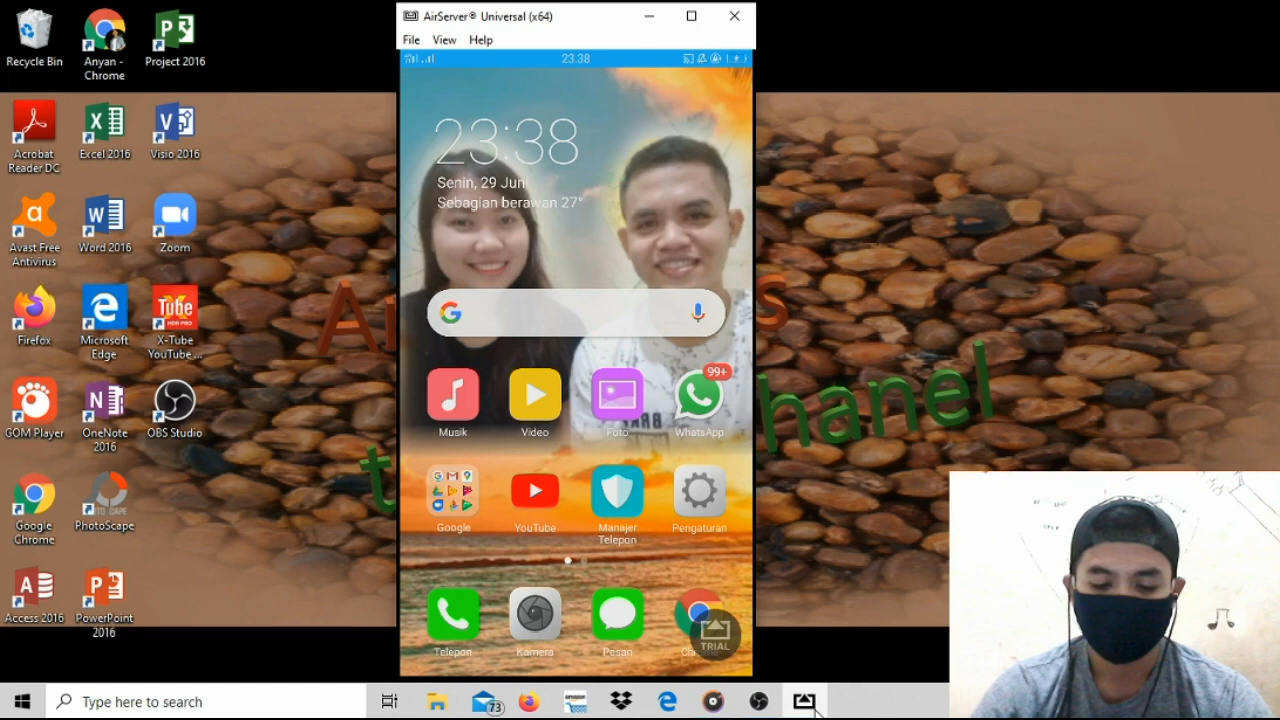 AirServer® Universal (x64)
File View Help
23.38
23:38
Senin, 29 Juni
Sebagian berawan 27°
Musik
Video
Foto
WhatsApp
99+
Google
YouTube
Manajer
Telepon
Pengaturan
Telepon
Kamera
Pesan
TRIAL
Recycle Bin
Anyan -
Chrome
Project 2016
Acrobat
Reader DC
Excel 2016
Visio 2016
Avast Free
Antivirus
Word 2016
Zoom
Firefox
Microsoft
Edge
X-Tube
YouTube ...
GOM Player
OneNote
2016
OBS Studio
Google
Chrome
PhotoScape
Access 2016
PowerPoint
2016
hanel
Type here to search
73